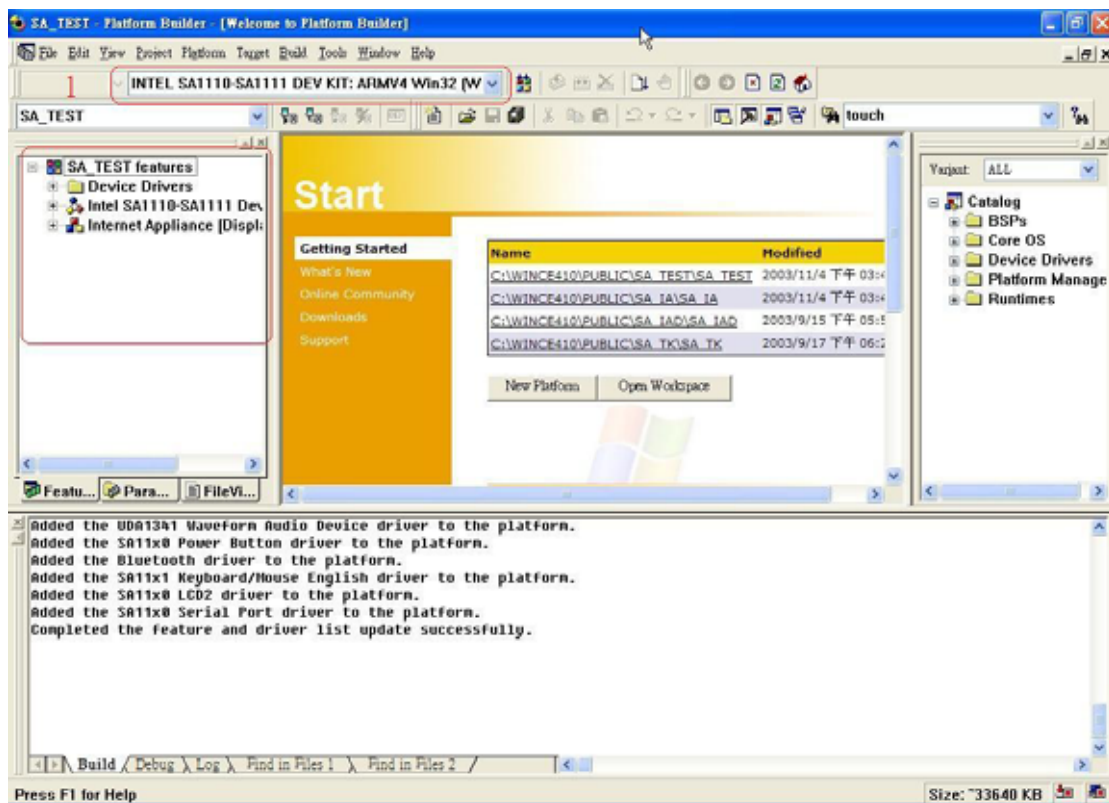 SA_TEST - Platform Builder - [Welcome to Platform Builder]
File Edit View Project Platform Target Build Tools Window Help
1
INTEL SA1110-SA1111 DEV KIT: ARMV4 Win32 (W
SA_TEST
touch
SA_TEST features
Device Drivers
Intel SA1110-SA1111 Dev
Internet Appliance [Displ
Featu...
Para...
FileVi...
Start
Getting Started
What's New
Online Community
Downloads
Support
Name Modified
C:\WINCE410\PUBLIC\SA_TEST\SA_TEST 2003/11/4 下午 03:4
C:\WINCE410\PUBLIC\SA_IA\SA_IA 2003/11/4 下午 03:4
C:\WINCE410\PUBLIC\SA_IAD\SA_IAD 2003/9/15 下午 05:5
C:\WINCE410\PUBLIC\SA_TK\SA_TK 2003/9/17 下午 06:2
New Platform
Open Workspace
Variant: ALL
Catalog
BSPs
Core OS
Device Drivers
Platform Manage
Runtimes
Added the UDA1341 Waveform Audio Device driver to the platform.
Added the SA11x0 Power Button driver to the platform.
Added the Bluetooth driver to the platform.
Added the SA11x1 Keyboard/Mouse English driver to the platform.
Added the SA11x0 LCD2 driver to the platform.
Added the SA11x0 Serial Port driver to the platform.
Completed the feature and driver list update successfully.
Build Debug Log Find in Files 1 Find in Files 2
Press F1 for Help
Size: ~33640 KB